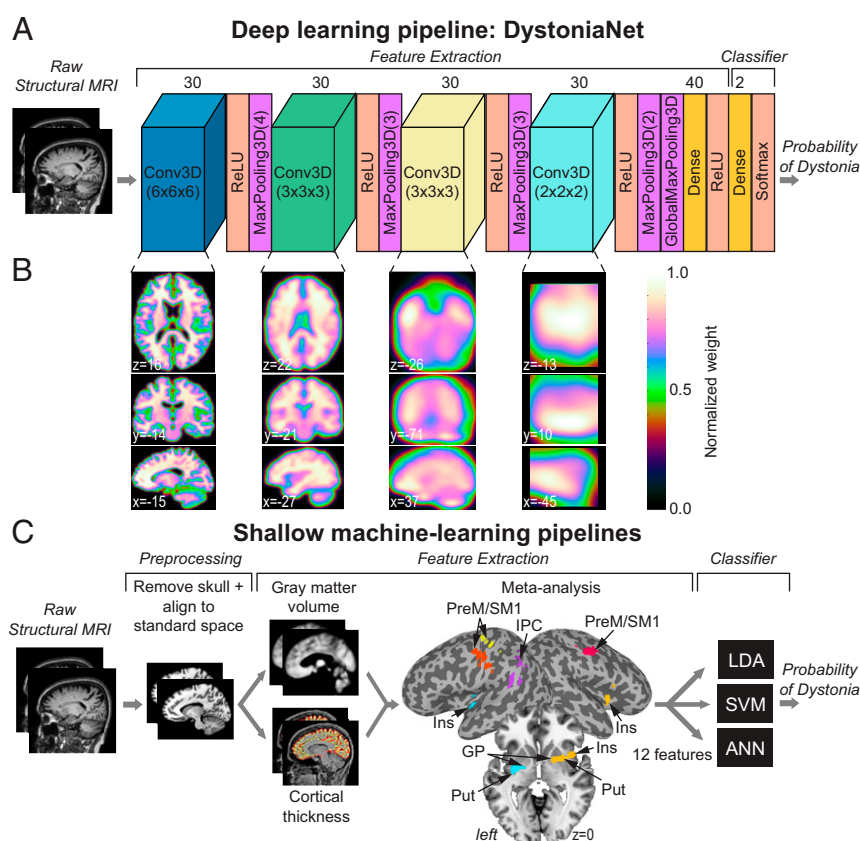 A
Deep learning pipeline: DystoniaNet
Feature Extraction
Classifier
Raw
Structural MRI
30
30
30
30
40
2
Conv3D
(6x6x6)
ReLU
MaxPooling3D(4)
Conv3D
(3x3x3)
ReLU
MaxPooling3D(3)
Conv3D
(3x3x3)
ReLU
MaxPooling3D(3)
Conv3D
(2x2x2)
ReLU
MaxPooling3D(2)
GlobalMaxPooling3D
Dense
ReLU
Dense
Softmax
Probability
of Dystonia
B
z=16
z=22
z=-26
z=-13
y=-14
y=-21
y=-71
y=10
x=-15
x=-27
x=37
x=-45
1.0
0.5
0.0
Normalized weight
C
Shallow machine-learning pipelines
Preprocessing
Feature Extraction
Classifier
Raw
Structural MRI
Remove skull +
align to
standard space
Gray matter
volume
Cortical
thickness
Meta-analysis
PreM/SM1
IPC
PreM/SM1
Ins
Ins
GP
Ins
Put
Put
left
z=0
12 features
LDA
SVM
ANN
Probability
of Dystonia